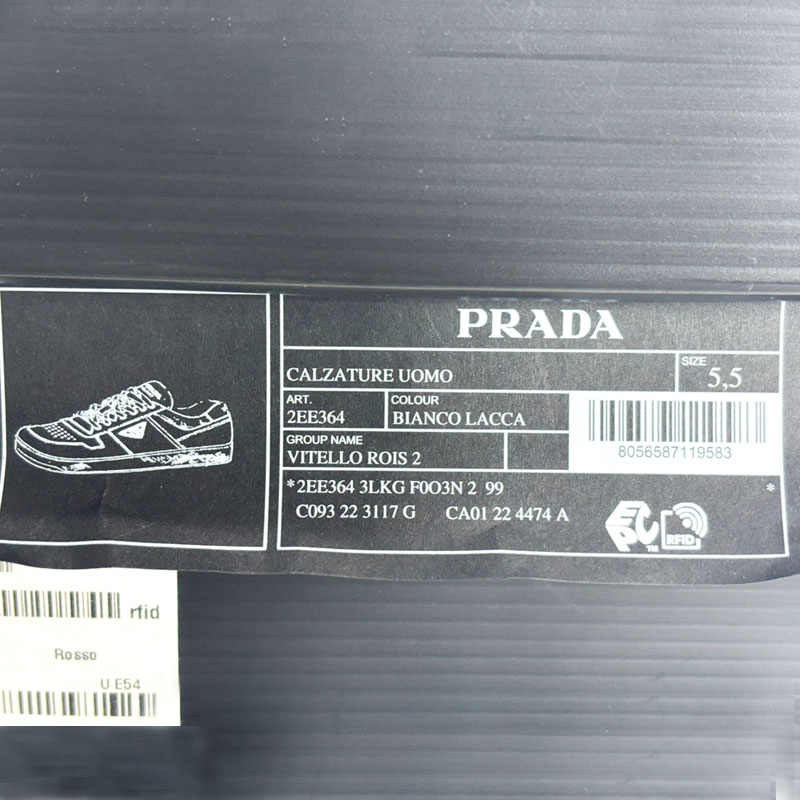 PRADA
CALZATURE UOMO
SIZE
5,5
ART.
2EE364
COLOUR
BIANCO LACCA
GROUP NAME
VITELLO ROIS 2
8056587119583
*2EE364 3LKG F0O3N 2 99 *
C093 22 3117 G CA01 22 4474 A
EPC™
RFID
rfid
Rosso
U E54